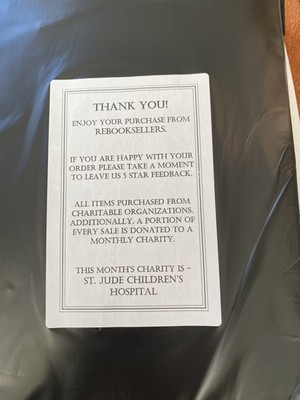 THANK YOU!
ENJOY YOUR PURCHASE FROM
REBOOKSELLERS.
IF YOU ARE HAPPY WITH YOUR
ORDER PLEASE TAKE A MOMENT
TO LEAVE US 5 STAR FEEDBACK.
ALL ITEMS PURCHASED FROM
CHARITABLE ORGANIZATIONS.
ADDITIONALLY, A PORTION OF
EVERY SALE IS DONATED TO A
MONTHLY CHARITY.
THIS MONTH'S CHARITY IS –
ST. JUDE CHILDREN'S
HOSPITAL